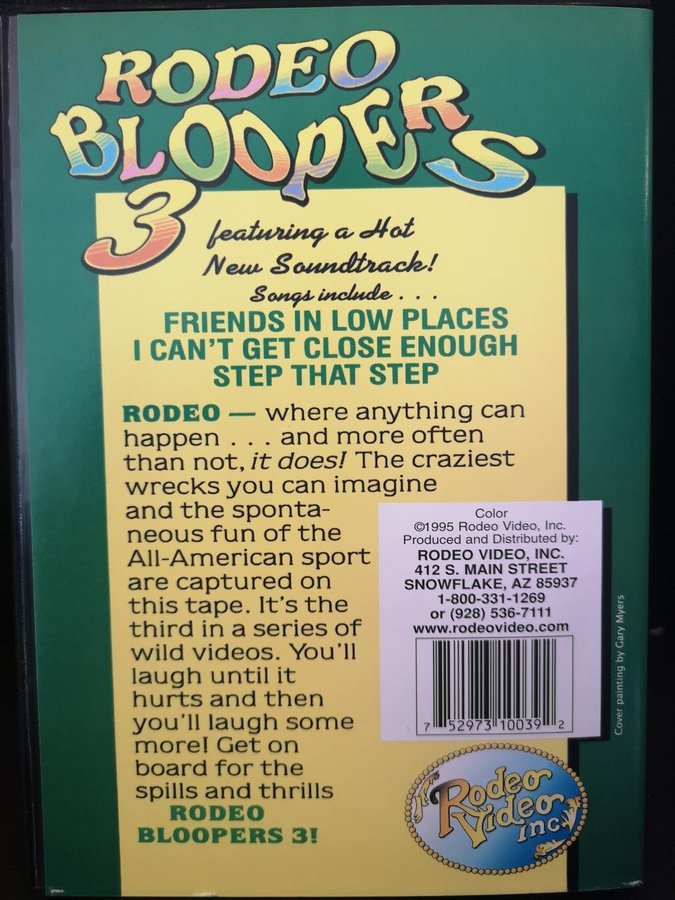 RODEO
BLOOPERS
3
featuring a Hot
New Soundtrack!
Songs include . . .
FRIENDS IN LOW PLACES
I CAN'T GET CLOSE ENOUGH
STEP THAT STEP
RODEO — where anything can
happen . . . and more often
than not, it does! The craziest
wrecks you can imagine
and the sponta-
neous fun of the
All-American sport
are captured on
this tape. It's the
third in a series of
wild videos. You'll
laugh until it
hurts and then
you'll laugh some
more! Get on
board for the
spills and thrills
RODEO
BLOOPERS 3!
Color
©1995 Rodeo Video, Inc.
Produced and Distributed by:
RODEO VIDEO, INC.
412 S. MAIN STREET
SNOWFLAKE, AZ 85937
1-800-331-1269
or (928) 536-7111
www.rodeovideo.com
7 52973 10039 2
Cover painting by Gary Myers
Rodeo
Video
Inc.